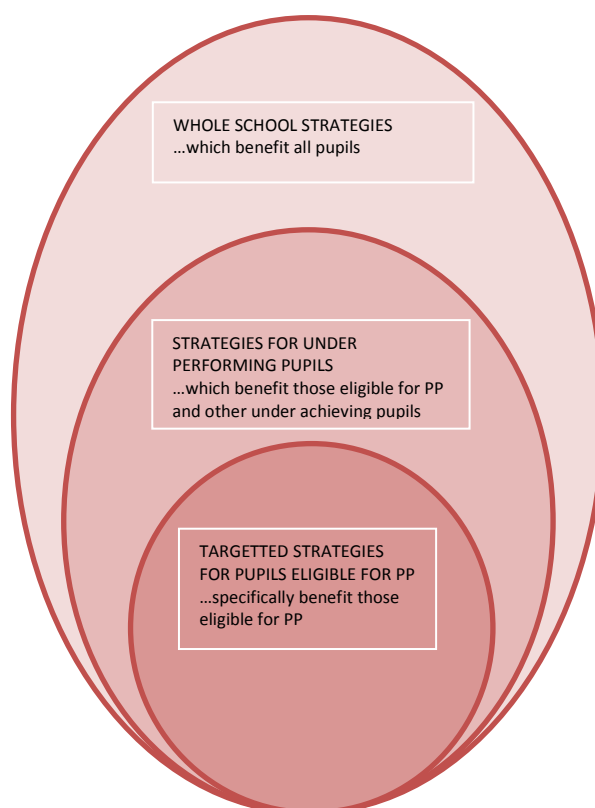 WHOLE SCHOOL STRATEGIES
…which benefit all pupils
STRATEGIES FOR UNDER
PERFORMING PUPILS
…which benefit those eligible for PP
and other under achieving pupils
TARGETTED STRATEGIES
FOR PUPILS ELIGIBLE FOR PP
…specifically benefit those
eligible for PP